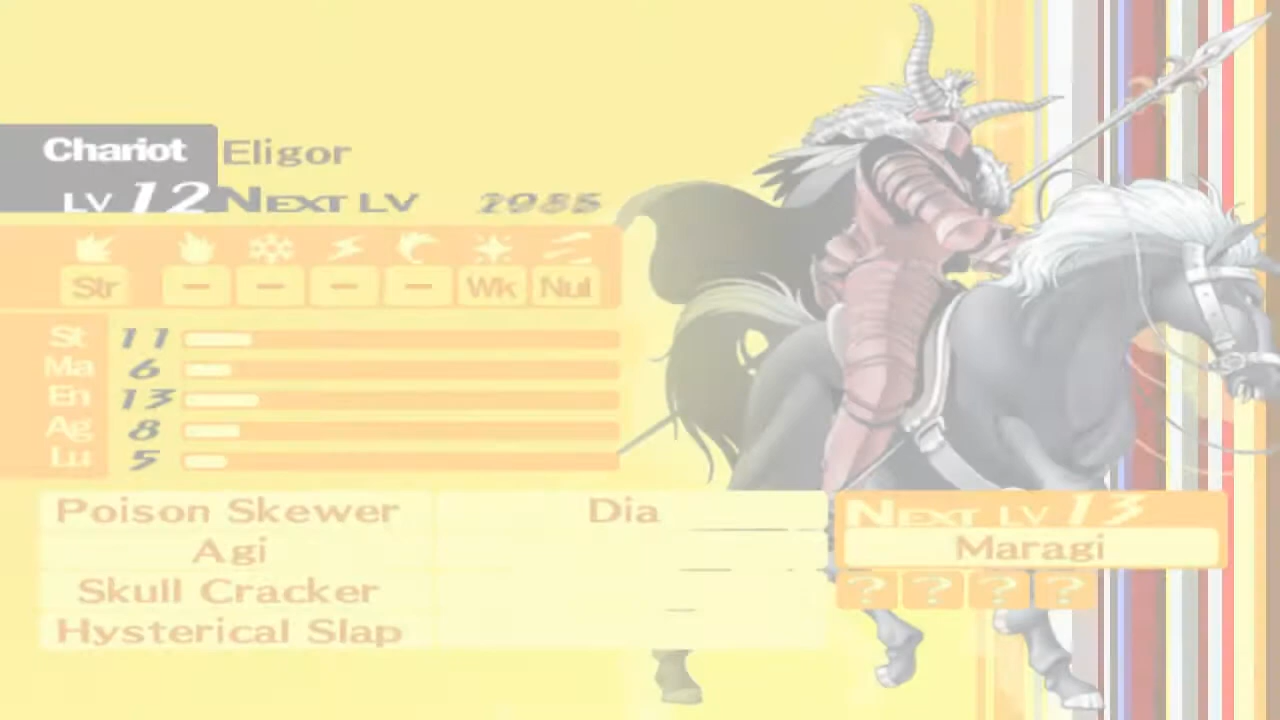 Chariot Eligor
LV 12 NEXT LV 2985
Str - - - - Wk Nul
St 11
Ma 6
En 13
Ag 8
Lu 5
Poison Skewer Dia
Agi
Skull Cracker
Hysterical Slap
NEXT LV 13
Maragi
? ? ? ?